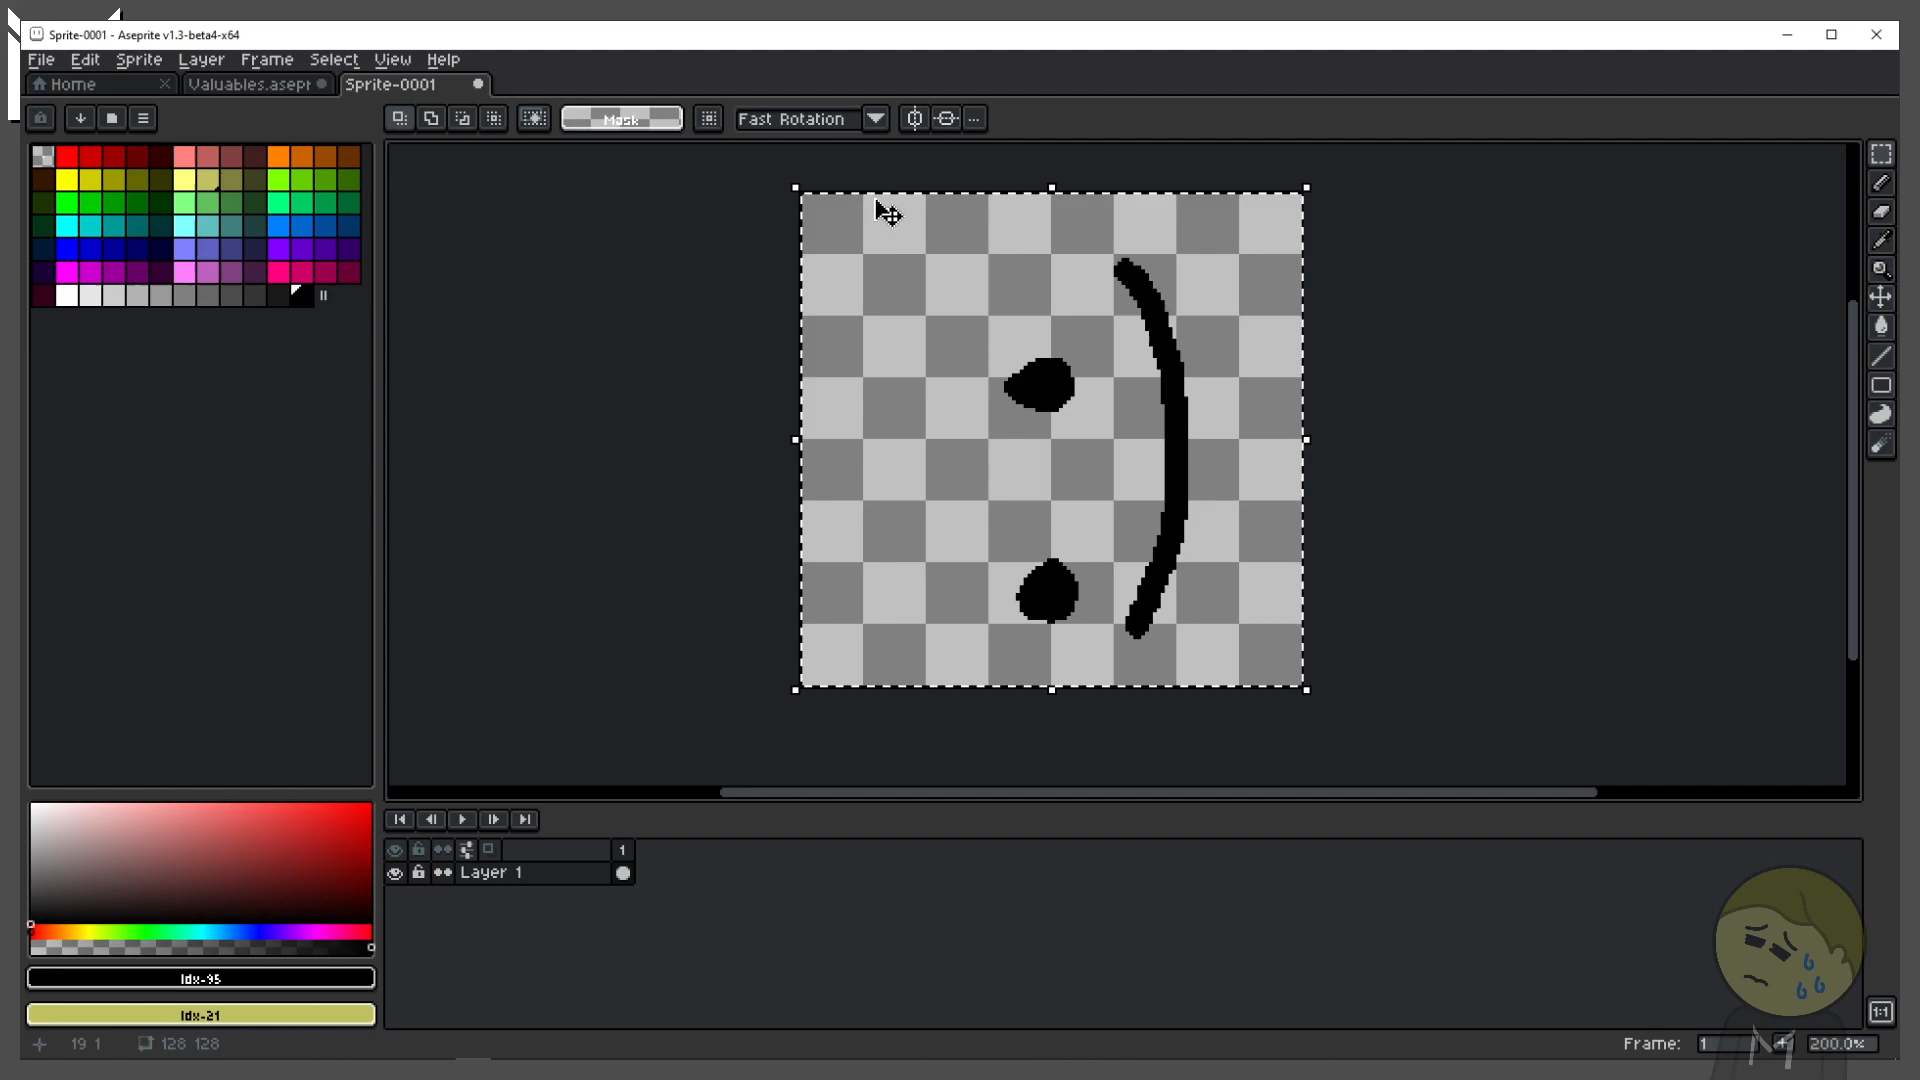 Sprite-0001 - Aseprite v1.3-beta4-x64
File Edit Sprite Layer Frame Select View Help
Home Valuables.asepr Sprite-0001
Mask Fast Rotation
1
Layer 1
Idx-95
Idx-21
19 1 128 128 Frame: 1 200.0%
1:1